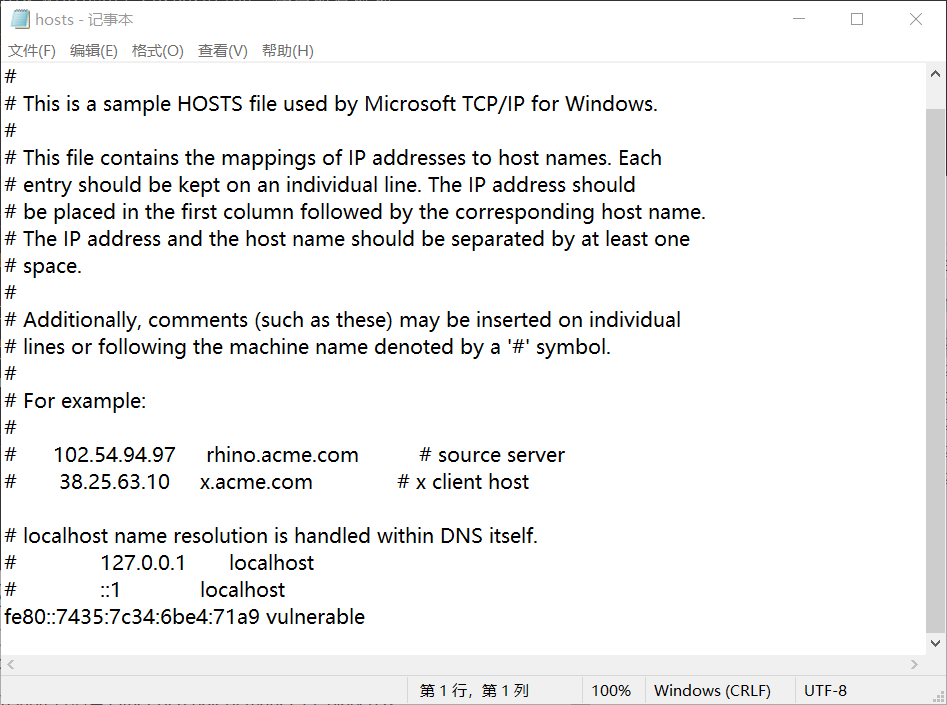 hosts - 记事本
文件(F) 编辑(E) 格式(O) 查看(V) 帮助(H)
#
# This is a sample HOSTS file used by Microsoft TCP/IP for Windows.
#
# This file contains the mappings of IP addresses to host names. Each
# entry should be kept on an individual line. The IP address should
# be placed in the first column followed by the corresponding host name.
# The IP address and the host name should be separated by at least one
# space.
#
# Additionally, comments (such as these) may be inserted on individual
# lines or following the machine name denoted by a '#' symbol.
#
# For example:
#
# 102.54.94.97 rhino.acme.com # source server
# 38.25.63.10 x.acme.com # x client host

# localhost name resolution is handled within DNS itself.
# 127.0.0.1 localhost
# ::1 localhost
fe80::7435:7c34:6be4:71a9 vulnerable
第 1 行，第 1 列 100% Windows (CRLF) UTF-8